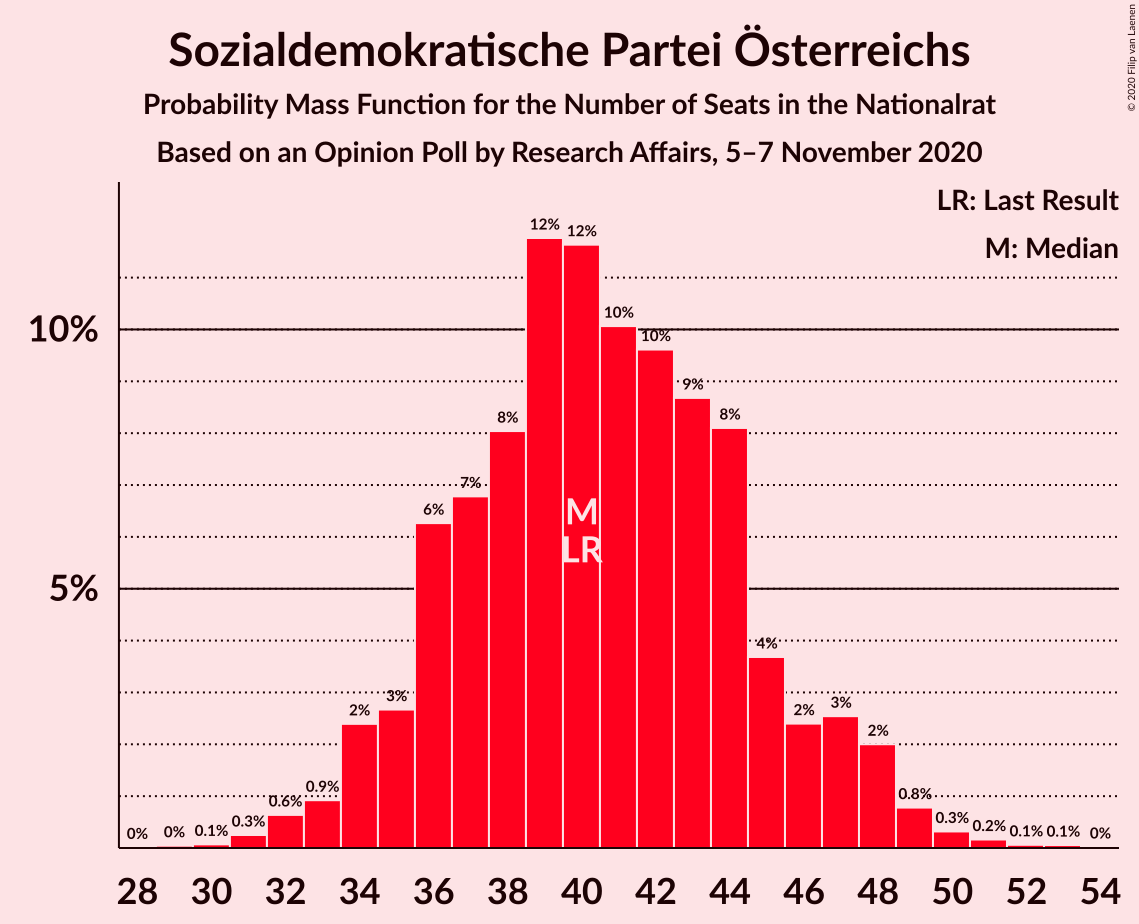 Sozialdemokratische Partei Österreichs
Probability Mass Function for the Number of Seats in the Nationalrat
Based on an Opinion Poll by Research Affairs, 5–7 November 2020
© 2020 Filip van Laenen
LR: Last Result
M: Median
10%
5%
0% 0% 0.1% 0.3% 0.6% 0.9% 2% 3% 6% 7% 8% 12% 12% 10% 10% 9% 8% 4% 2% 3% 2% 0.8% 0.3% 0.2% 0.1% 0.1% 0%
M
LR
28 30 32 34 36 38 40 42 44 46 48 50 52 54